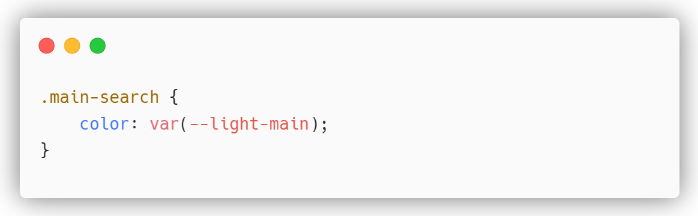 .main-search {
    color: var(--light-main);
}